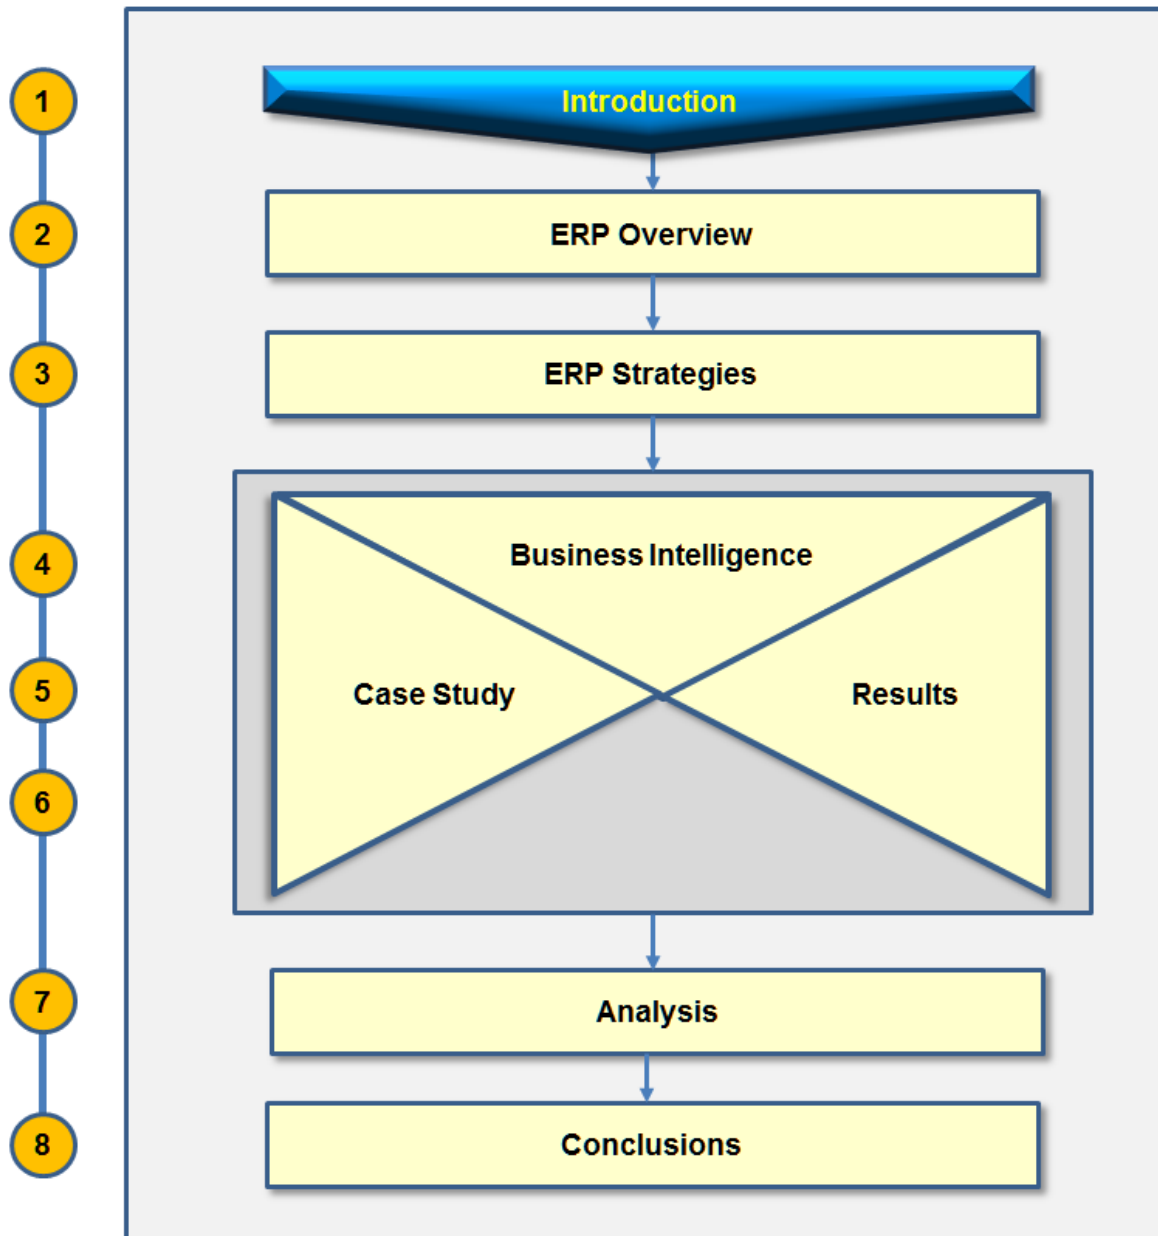 1
Introduction
2
ERP Overview
3
ERP Strategies
4
Business Intelligence
5
Case Study
Results
6
7
Analysis
8
Conclusions